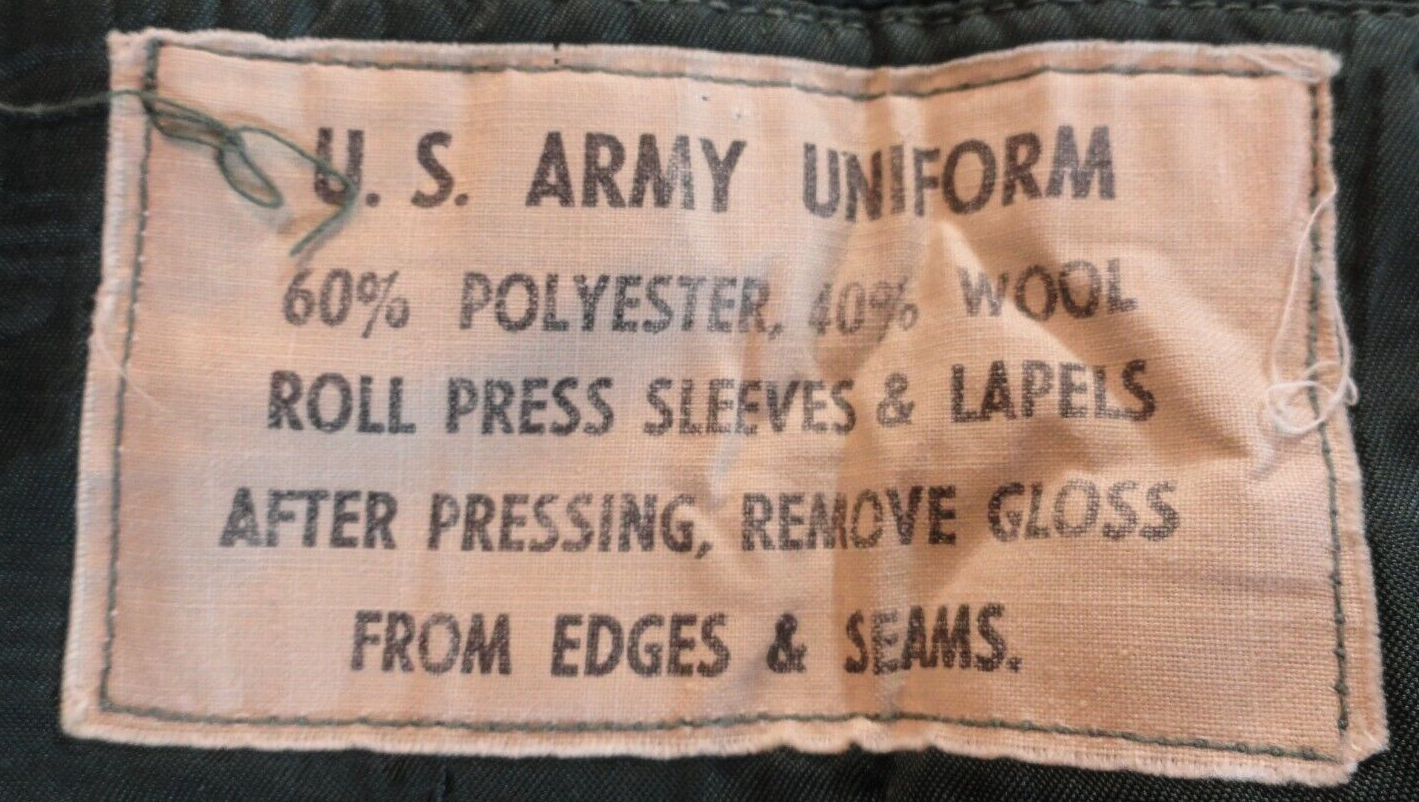 U. S. ARMY UNIFORM
60% POLYESTER, 40% WOOL
ROLL PRESS SLEEVES & LAPELS
AFTER PRESSING, REMOVE GLOSS
FROM EDGES & SEAMS.